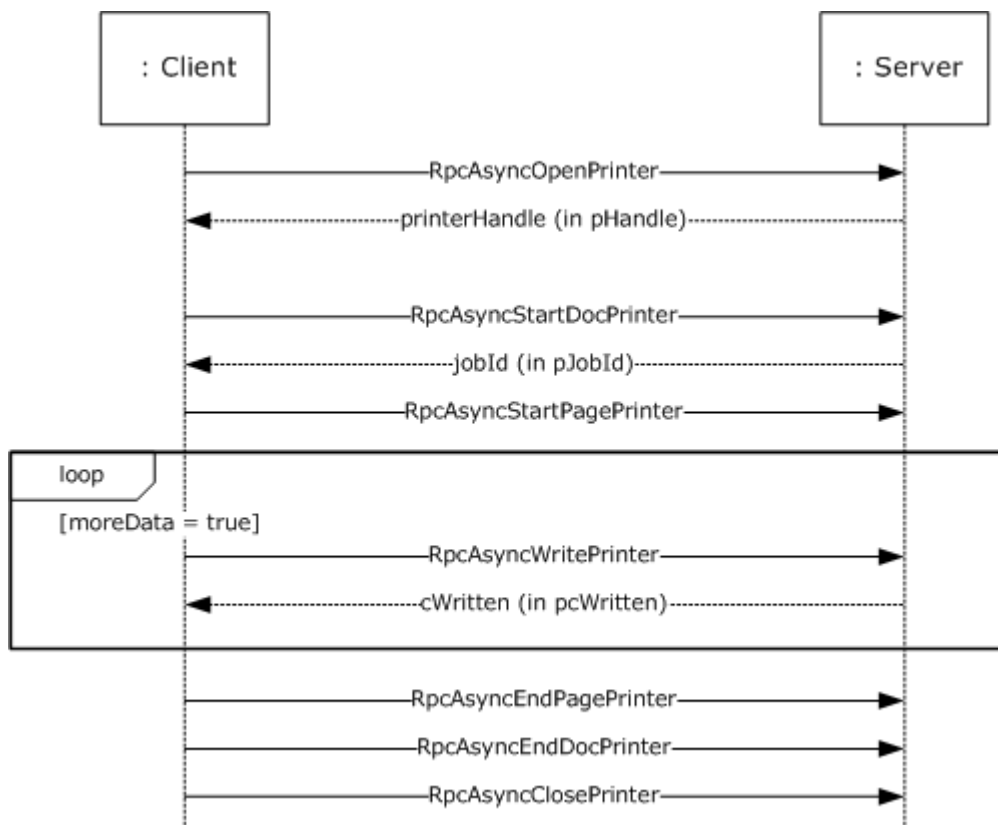 : Client
: Server
RpcAsyncOpenPrinter
printerHandle (in pHandle)
RpcAsyncStartDocPrinter
jobId (in pJobId)
RpcAsyncStartPagePrinter
loop
[moreData = true]
RpcAsyncWritePrinter
cWritten (in pcWritten)
RpcAsyncEndPagePrinter
RpcAsyncEndDocPrinter
RpcAsyncClosePrinter